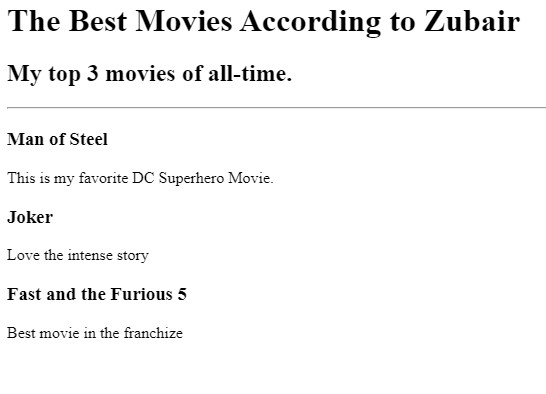 The Best Movies According to Zubair
My top 3 movies of all-time.
Man of Steel
This is my favorite DC Superhero Movie.
Joker
Love the intense story
Fast and the Furious 5
Best movie in the franchize